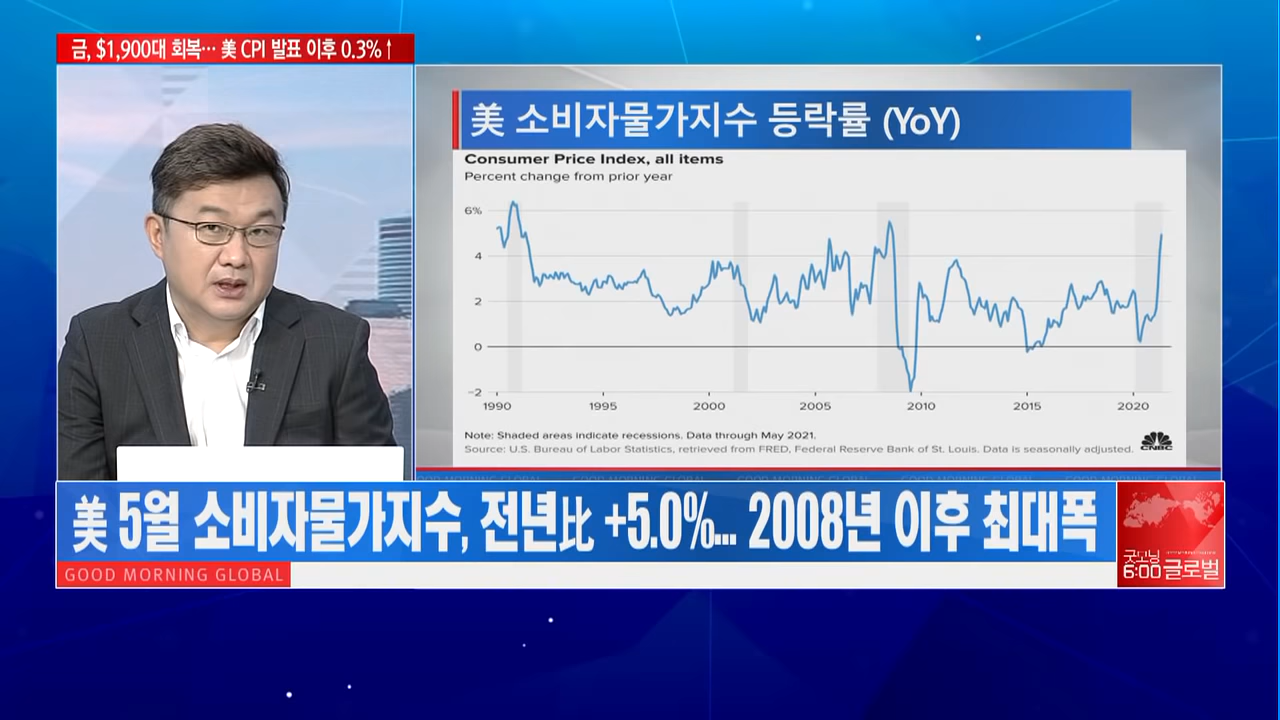 금, $1,900대 회복… 美 CPI 발표 이후 0.3%↑
美 소비자물가지수 등락률 (YoY)
Consumer Price Index, all items
Percent change from prior year
6%
4
2
0
−2
1990 1995 2000 2005 2010 2015 2020
Note: Shaded areas indicate recessions. Data through May 2021.
Source: U.S. Bureau of Labor Statistics, retrieved from FRED, Federal Reserve Bank of St. Louis. Data is seasonally adjusted.
CNBC
美 5월 소비자물가지수, 전년比 +5.0%... 2008년 이후 최대폭
GOOD MORNING GLOBAL
굿모닝
6:00 글로벌